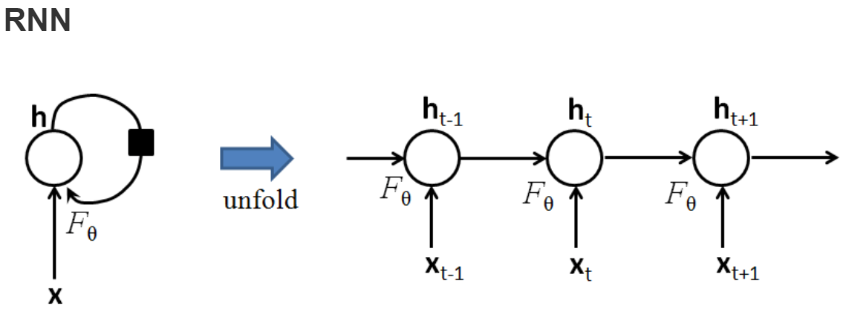 RNN
h
F_θ
x
unfold
h_t-1
h_t
h_t+1
F_θ
F_θ
F_θ
x_t-1
x_t
x_t+1